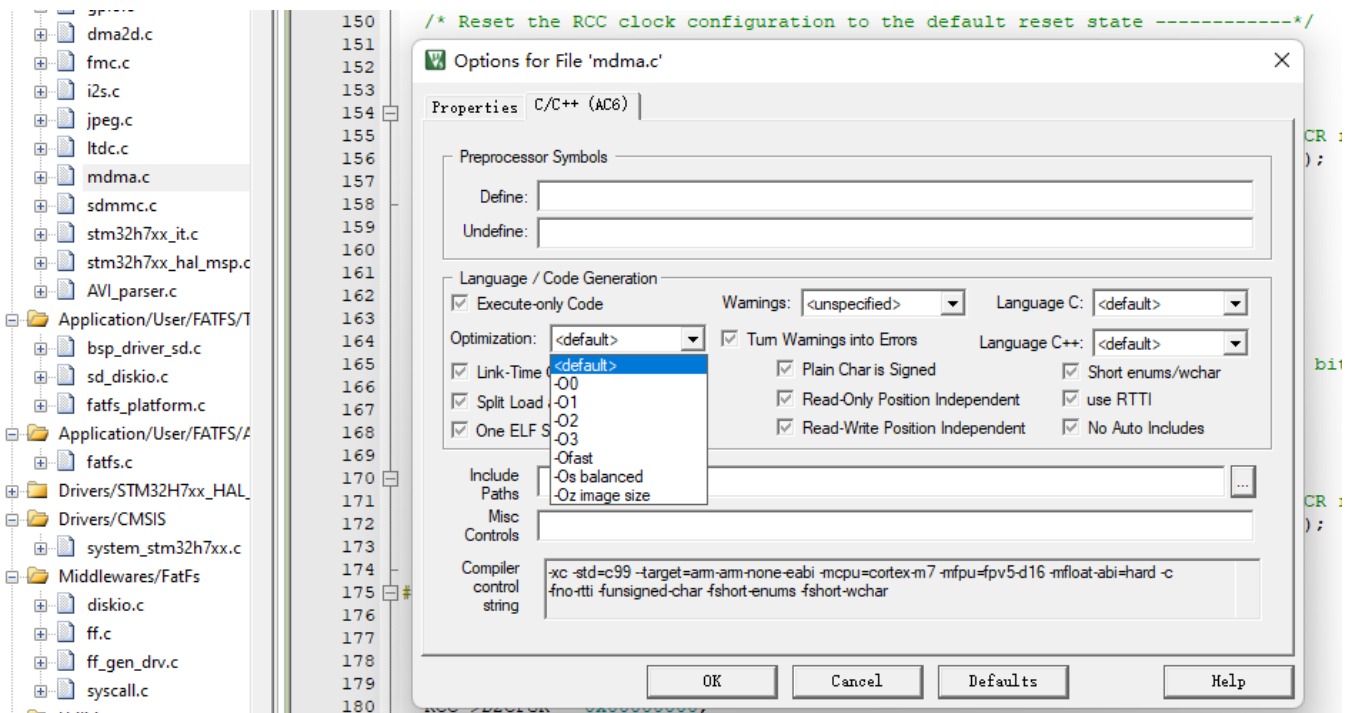 dma2d.c
fmc.c
i2s.c
jpeg.c
ltdc.c
mdma.c
sdmmc.c
stm32h7xx_it.c
stm32h7xx_hal_msp.c
AVI_parser.c
Application/User/FATFS/T
bsp_driver_sd.c
sd_diskio.c
fatfs_platform.c
Application/User/FATFS/A
fatfs.c
Drivers/STM32H7xx_HAL_
Drivers/CMSIS
system_stm32h7xx.c
Middlewares/FatFs
diskio.c
ff.c
ff_gen_drv.c
syscall.c
150 /* Reset the RCC clock configuration to the default reset state ------------*/
151
152
153
154
155 CR
156 );
157
158
159
160
161
162
163
164
165 bit
166
167
168
169
170
171 CR
172 );
173
174
175 #
176
177
178
179
180
Options for File 'mdma.c'
Properties C/C++ (AC6)
Preprocessor Symbols
Define:
Undefine:
Language / Code Generation
Execute-only Code Warnings: <unspecified> Language C: <default>
Optimization: <default> Turn Warnings into Errors Language C++: <default>
<default>
-O0
-O1
-O2
-O3
-Ofast
-Os balanced
-Oz image size
Link-Time Plain Char is Signed Short enums/wchar
Split Load Read-Only Position Independent use RTTI
One ELF S Read-Write Position Independent No Auto Includes
Include
Paths
...
Misc
Controls
Compiler
control
string
-xc -std=c99 --target=arm-arm-none-eabi -mcpu=cortex-m7 -mfpu=fpv5-d16 -mfloat-abi=hard -c
-fno-rtti -funsigned-char -fshort-enums -fshort-wchar
OK Cancel Defaults Help